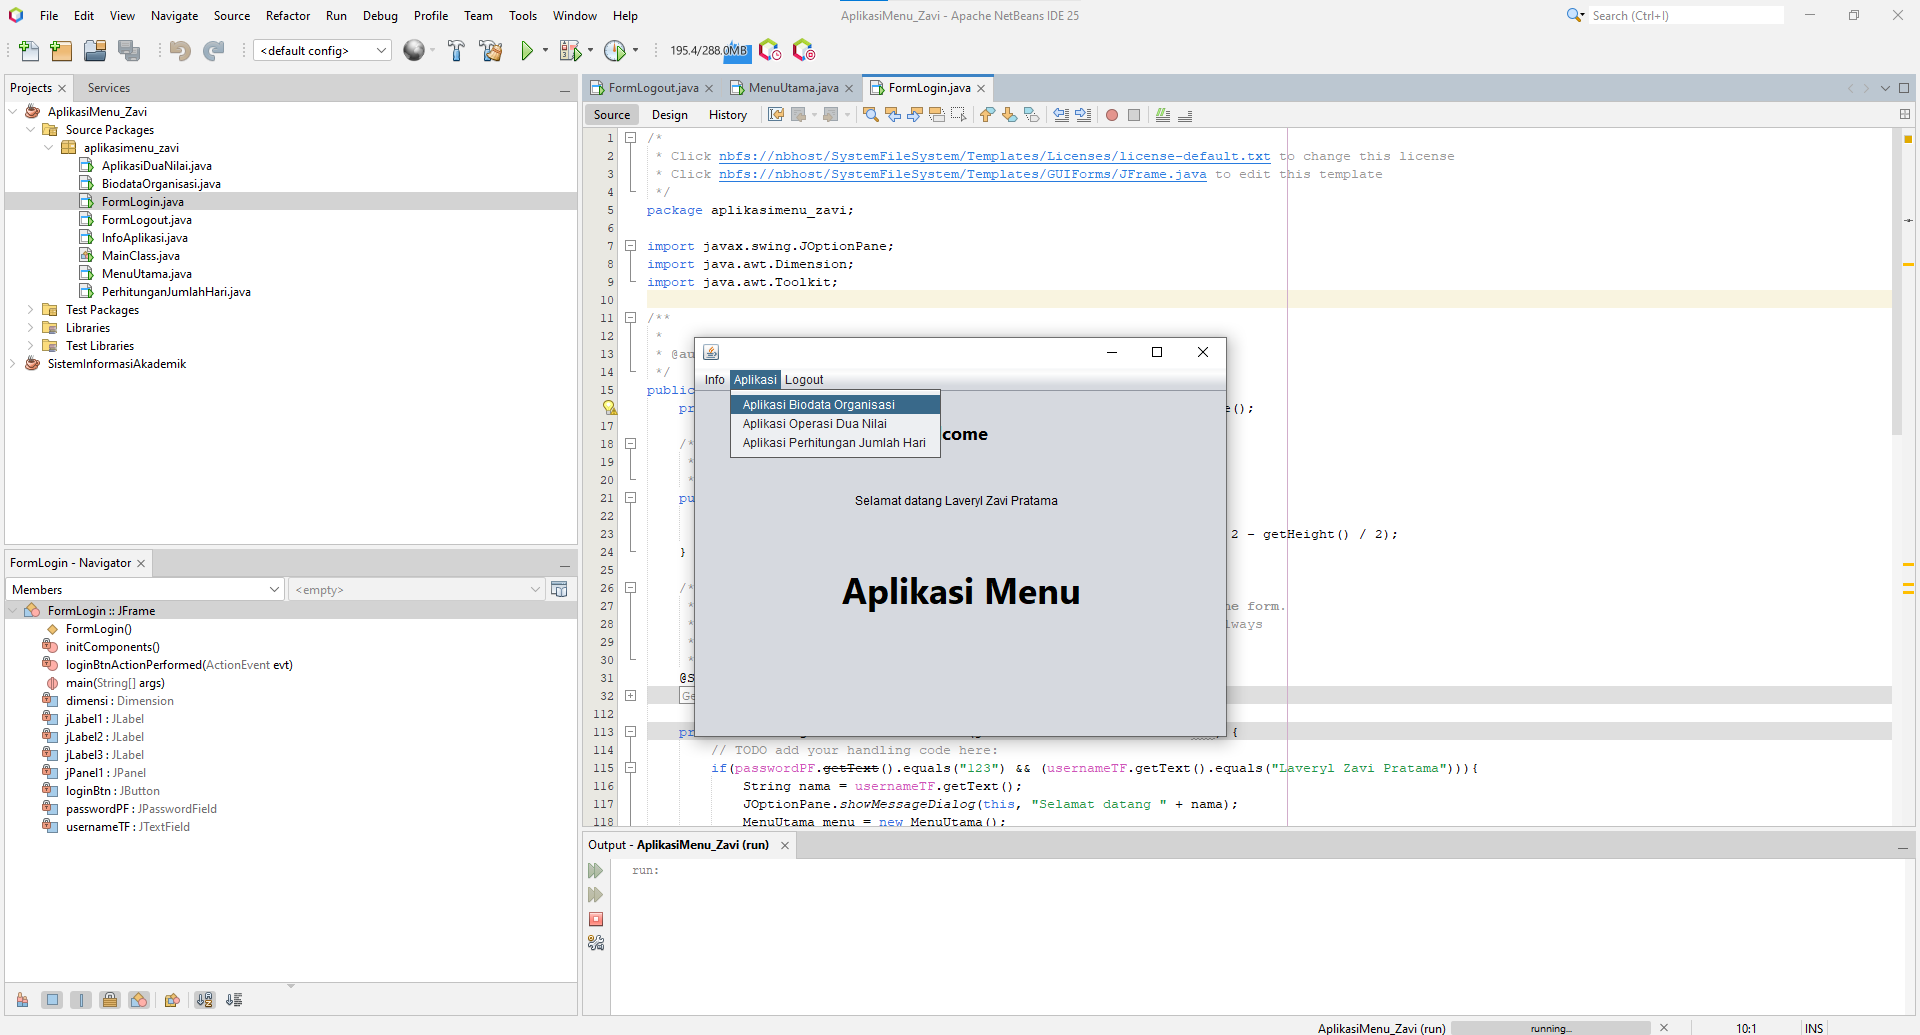 File Edit View Navigate Source Refactor Run Debug Profile Team Tools Window Help
AplikasiMenu_Zavi - Apache NetBeans IDE 25
Search (Ctrl+I)
<default config>
195.4/288.0MB
Projects
Services
AplikasiMenu_Zavi
Source Packages
aplikasimenu_zavi
AplikasiDuaNilai.java
BiodataOrganisasi.java
FormLogin.java
FormLogout.java
InfoAplikasi.java
MainClass.java
MenuUtama.java
PerhitunganJumlahHari.java
Test Packages
Libraries
Test Libraries
SistemInformasiAkademik
FormLogin - Navigator
Members
<empty>
FormLogin :: JFrame
FormLogin()
initComponents()
loginBtnActionPerformed(ActionEvent evt)
main(String[] args)
dimensi : Dimension
jLabel1 : JLabel
jLabel2 : JLabel
jLabel3 : JLabel
jPanel1 : JPanel
loginBtn : JButton
passwordPF : JPasswordField
usernameTF : JTextField
FormLogout.java MenuUtama.java FormLogin.java
Source Design History
1 /*
2 * Click nbfs://nbhost/SystemFileSystem/Templates/Licenses/license-default.txt to change this license
3 * Click nbfs://nbhost/SystemFileSystem/Templates/GUIForms/JFrame.java to edit this template
4 */
5 package aplikasimenu_zavi;
6
7 import javax.swing.JOptionPane;
8 import java.awt.Dimension;
9 import java.awt.Toolkit;
10
11 /**
12 *
13 * @au
14 */
15 public
pr e();
17
18 /*
19 *
20 *
21 pu
22
23 2 - getHeight() / 2);
24 }
25
26 /*
27 * he form.
28 * lways
29 *
30 *
31 @S
32 Ge
112
113 pr {
114 // TODO add your handling code here:
115 if(passwordPF.getText().equals("123") && (usernameTF.getText().equals("Laveryl Zavi Pratama"))){
116 String nama = usernameTF.getText();
117 JOptionPane.showMessageDialog(this, "Selamat datang " + nama);
118 MenuUtama menu = new MenuUtama();
Info Aplikasi Logout
Aplikasi Biodata Organisasi
Aplikasi Operasi Dua Nilai
Aplikasi Perhitungan Jumlah Hari
come
Selamat datang Laveryl Zavi Pratama
Aplikasi Menu
Output - AplikasiMenu_Zavi (run)
run:
AplikasiMenu_Zavi (run) running... 10:1 INS